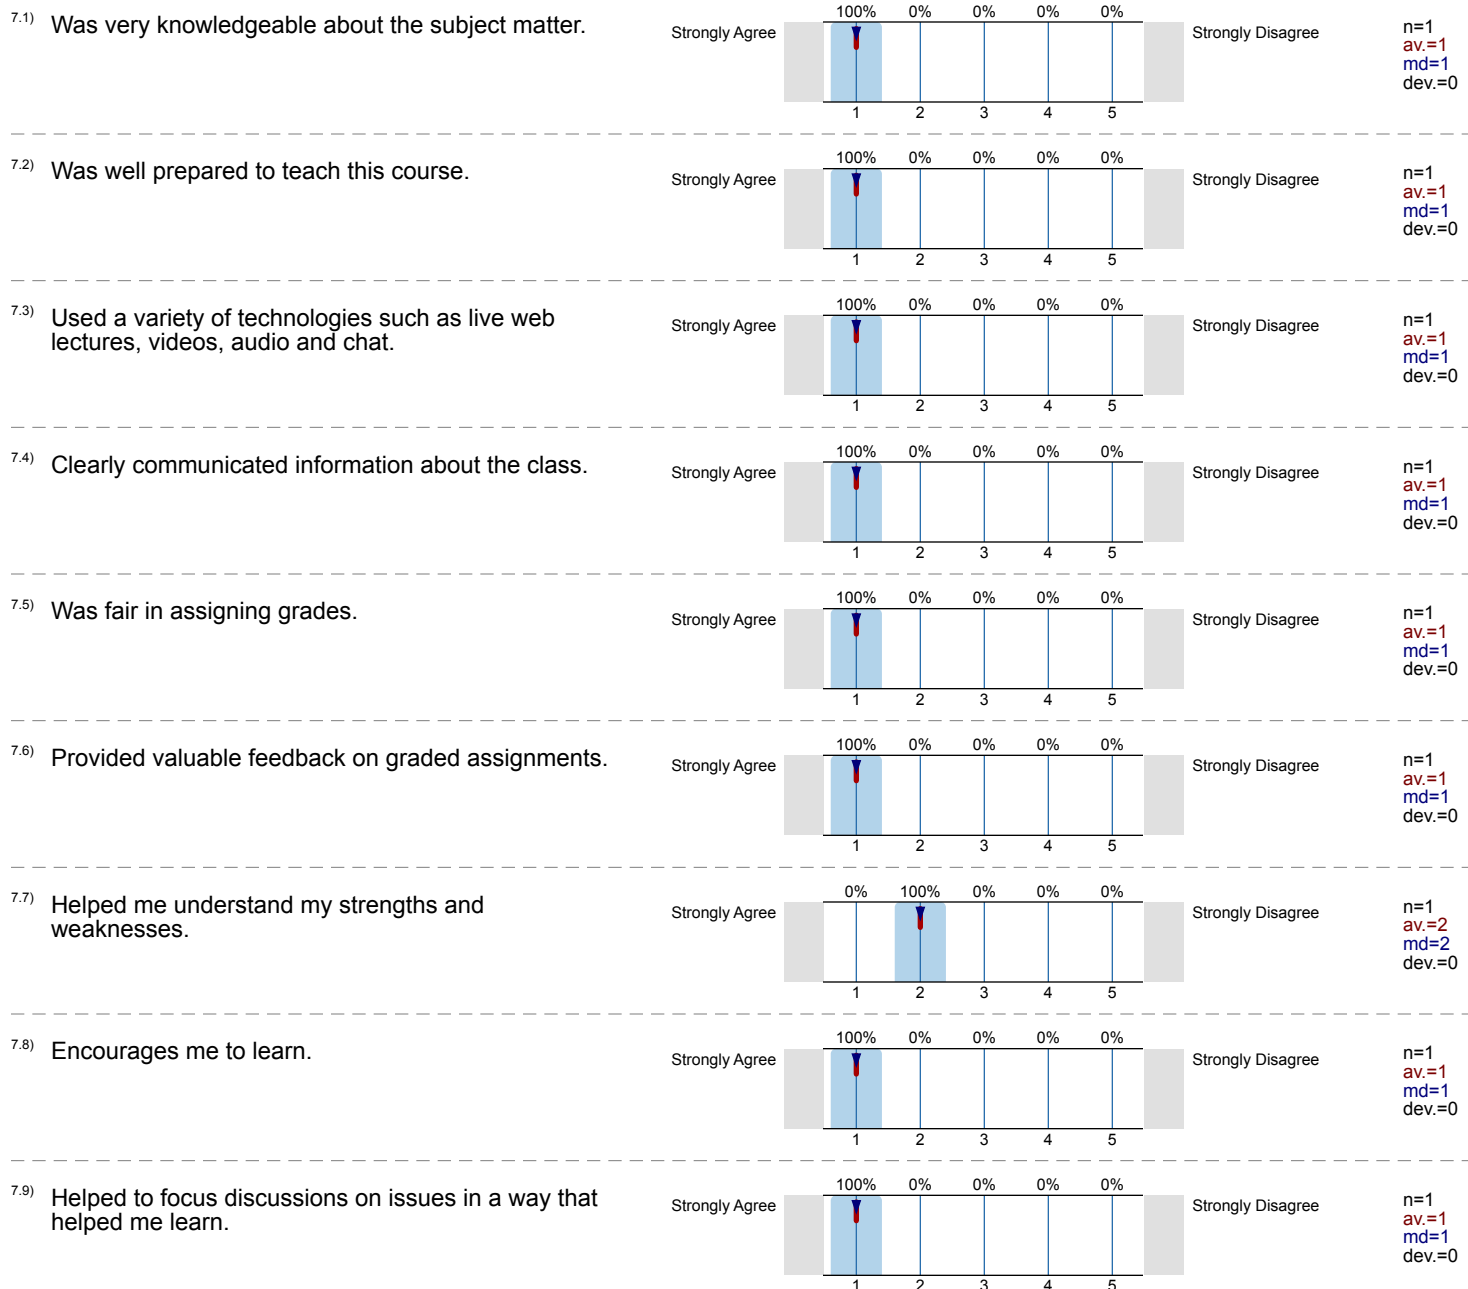 7.1) Was very knowledgeable about the subject matter.
Strongly Agree
100% 0% 0% 0% 0%
1 2 3 4 5
Strongly Disagree
n=1
av.=1
md=1
dev.=0
7.2) Was well prepared to teach this course.
Strongly Agree
100% 0% 0% 0% 0%
1 2 3 4 5
Strongly Disagree
n=1
av.=1
md=1
dev.=0
7.3) Used a variety of technologies such as live web
lectures, videos, audio and chat.
Strongly Agree
100% 0% 0% 0% 0%
1 2 3 4 5
Strongly Disagree
n=1
av.=1
md=1
dev.=0
7.4) Clearly communicated information about the class.
Strongly Agree
100% 0% 0% 0% 0%
1 2 3 4 5
Strongly Disagree
n=1
av.=1
md=1
dev.=0
7.5) Was fair in assigning grades.
Strongly Agree
100% 0% 0% 0% 0%
1 2 3 4 5
Strongly Disagree
n=1
av.=1
md=1
dev.=0
7.6) Provided valuable feedback on graded assignments.
Strongly Agree
100% 0% 0% 0% 0%
1 2 3 4 5
Strongly Disagree
n=1
av.=1
md=1
dev.=0
7.7) Helped me understand my strengths and
weaknesses.
Strongly Agree
0% 100% 0% 0% 0%
1 2 3 4 5
Strongly Disagree
n=1
av.=2
md=2
dev.=0
7.8) Encourages me to learn.
Strongly Agree
100% 0% 0% 0% 0%
1 2 3 4 5
Strongly Disagree
n=1
av.=1
md=1
dev.=0
7.9) Helped to focus discussions on issues in a way that
helped me learn.
Strongly Agree
100% 0% 0% 0% 0%
1 2 3 4 5
Strongly Disagree
n=1
av.=1
md=1
dev.=0